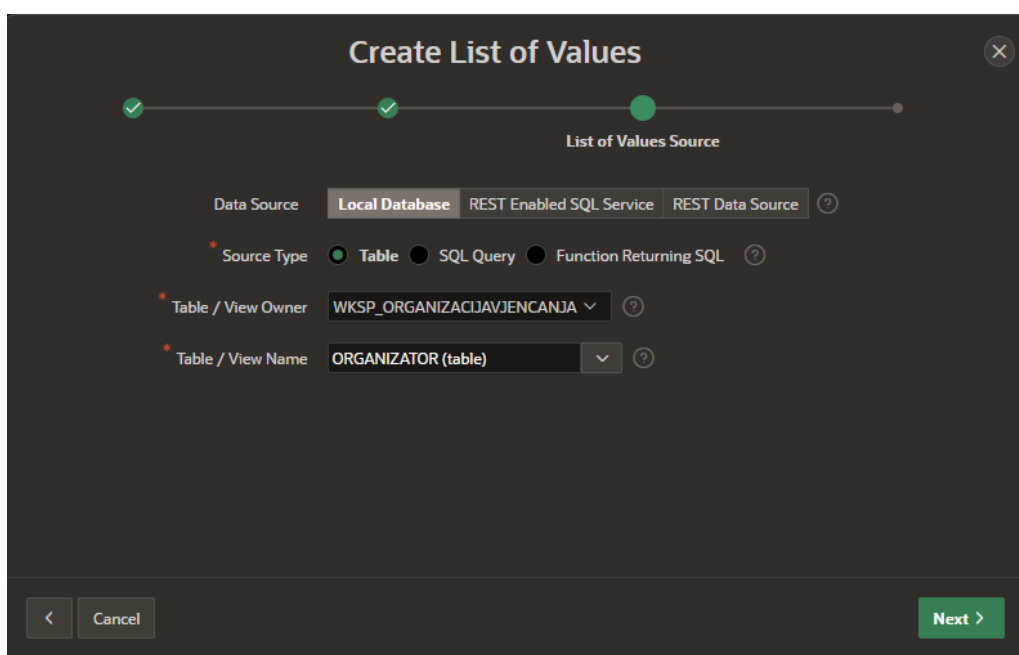 Create List of Values
List of Values Source
Data Source Local Database REST Enabled SQL Service REST Data Source ?
* Source Type Table SQL Query Function Returning SQL ?
* Table / View Owner WKSP_ORGANIZACIJAVJENCANJA ?
* Table / View Name ORGANIZATOR (table) ?
Cancel Next